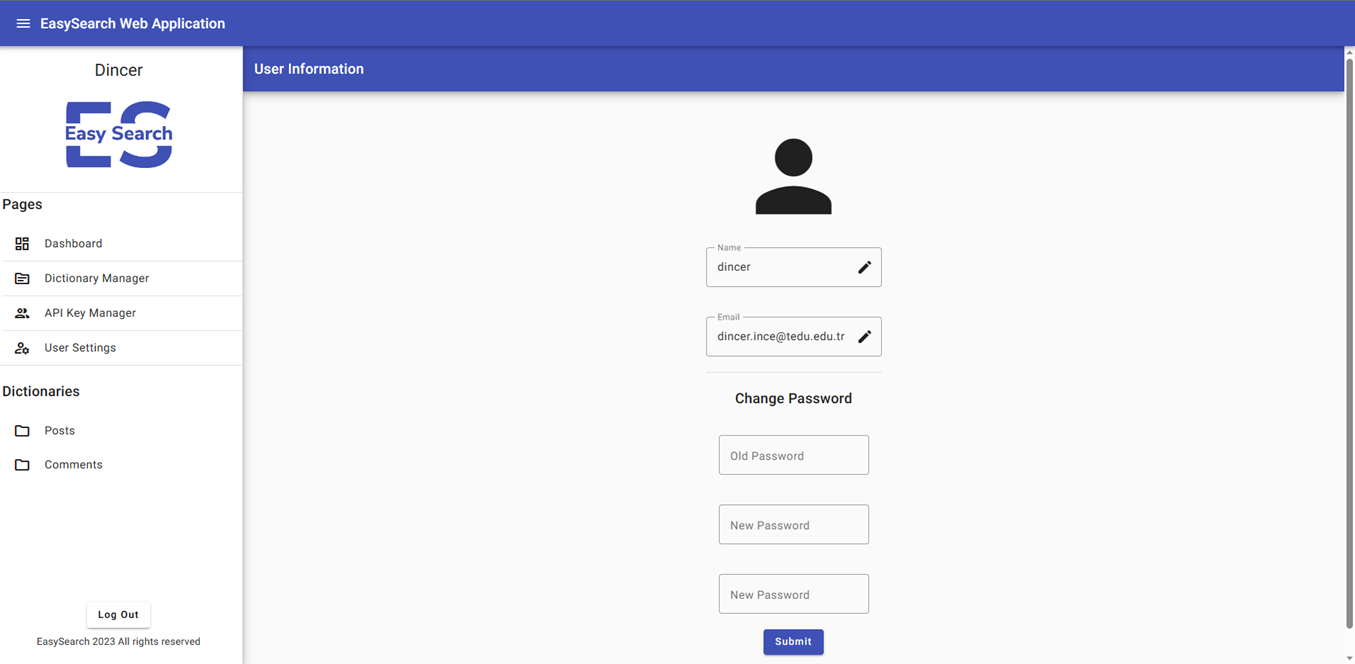 EasySearch Web Application
Dincer
ES
Easy Search
Pages
Dashboard
Dictionary Manager
API Key Manager
User Settings
Dictionaries
Posts
Comments
Log Out
EasySearch 2023 All rights reserved
User Information
Name
dincer
Email
dincer.ince@tedu.edu.tr
Change Password
Old Password
New Password
New Password
Submit